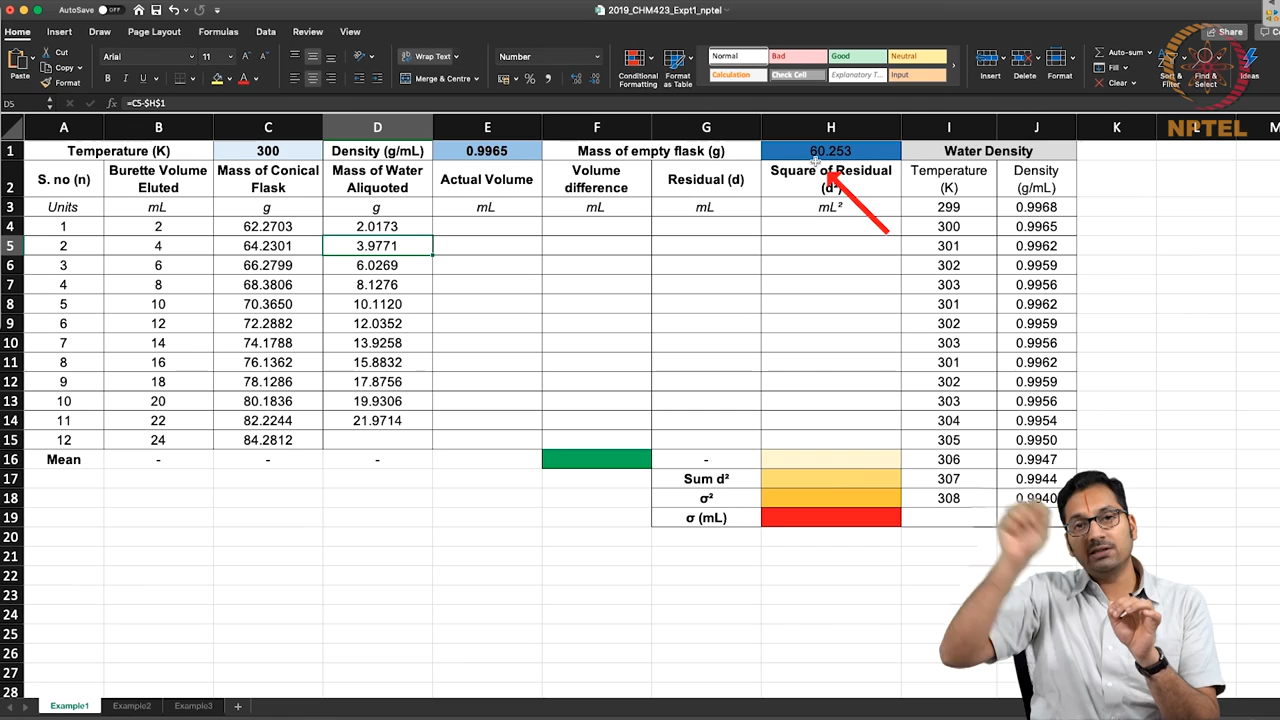 AutoSave OFF 2019_CHM423_Expt1_nptel
Home Insert Draw Page Layout Formulas Data Review View Share
Paste Cut Copy Format Arial 11 B I U Wrap Text Merge & Centre Number Conditional Formatting Format as Table Normal Bad Good Neutral Calculation Check Cell Explanatory T... Input Insert Delete Format Auto-sum Fill Clear Sort & Filter Find & Select Ideas
NPTEL
D5 fx =C5-$H$1
A B C D E F G H I J K L M
1 Temperature (K) 300 Density (g/mL) 0.9965 Mass of empty flask (g) 60.253 Water Density
2 S. no (n) Burette Volume Eluted Mass of Conical Flask Mass of Water Aliquoted Actual Volume Volume difference Residual (d) Square of Residual (d²) Temperature (K) Density (g/mL)
3 Units mL g g mL mL mL mL² 299 0.9968
4 1 2 62.2703 2.0173 300 0.9965
5 2 4 64.2301 3.9771 301 0.9962
6 3 6 66.2799 6.0269 302 0.9959
7 4 8 68.3806 8.1276 303 0.9956
8 5 10 70.3650 10.1120 301 0.9962
9 6 12 72.2882 12.0352 302 0.9959
10 7 14 74.1788 13.9258 303 0.9956
11 8 16 76.1362 15.8832 301 0.9962
12 9 18 78.1286 17.8756 302 0.9959
13 10 20 80.1836 19.9306 303 0.9956
14 11 22 82.2244 21.9714 304 0.9954
15 12 24 84.2812 305 0.9950
16 Mean - - - - 306 0.9947
17 Sum d² 307 0.9944
18 σ² 308 0.9940
19 σ (mL)
20
21
22
23
24
25
26
27
28
Example1 Example2 Example3 +